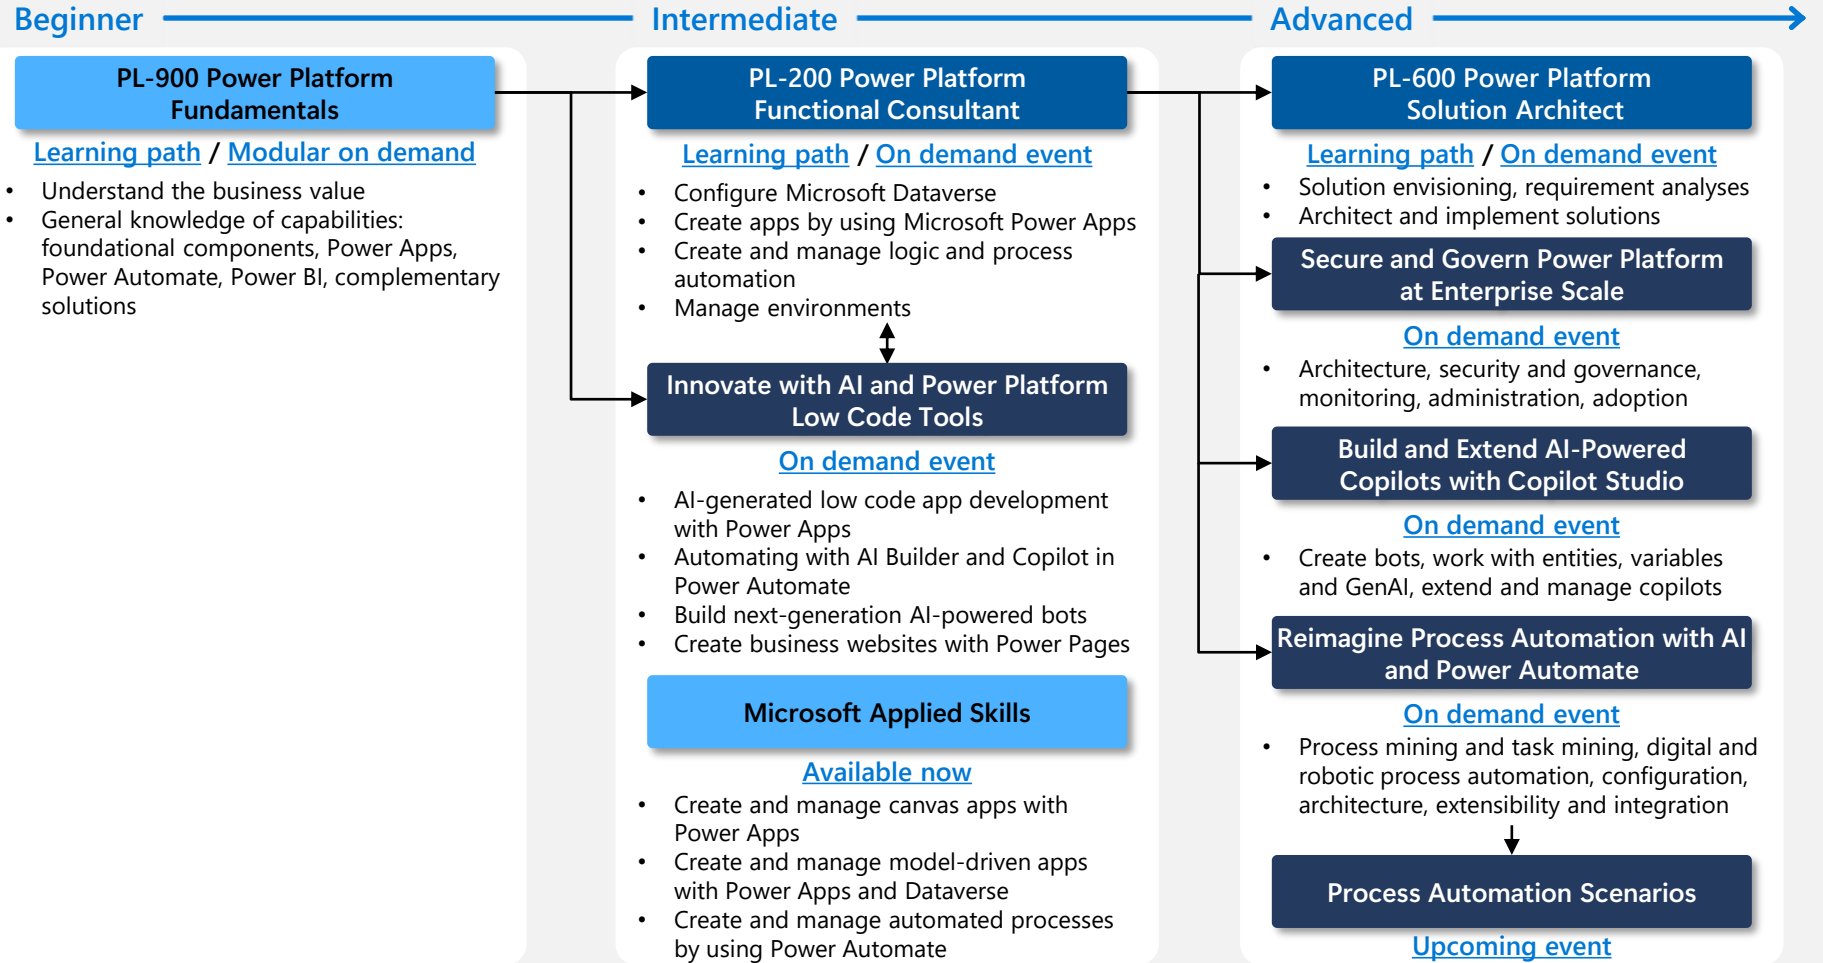 Beginner
Intermediate
Advanced
PL-900 Power Platform
Fundamentals
Learning path / Modular on demand
• Understand the business value
• General knowledge of capabilities:
foundational components, Power Apps,
Power Automate, Power BI, complementary
solutions
PL-200 Power Platform
Functional Consultant
Learning path / On demand event
• Configure Microsoft Dataverse
• Create apps by using Microsoft Power Apps
• Create and manage logic and process
automation
• Manage environments
Innovate with AI and Power Platform
Low Code Tools
On demand event
• AI-generated low code app development
with Power Apps
• Automating with AI Builder and Copilot in
Power Automate
• Build next-generation AI-powered bots
• Create business websites with Power Pages
Microsoft Applied Skills
Available now
• Create and manage canvas apps with
Power Apps
• Create and manage model-driven apps
with Power Apps and Dataverse
• Create and manage automated processes
by using Power Automate
PL-600 Power Platform
Solution Architect
Learning path / On demand event
• Solution envisioning, requirement analyses
• Architect and implement solutions
Secure and Govern Power Platform
at Enterprise Scale
On demand event
• Architecture, security and governance,
monitoring, administration, adoption
Build and Extend AI-Powered
Copilots with Copilot Studio
On demand event
• Create bots, work with entities, variables
and GenAI, extend and manage copilots
Reimagine Process Automation with AI
and Power Automate
On demand event
• Process mining and task mining, digital and
robotic process automation, configuration,
architecture, extensibility and integration
Process Automation Scenarios
Upcoming event